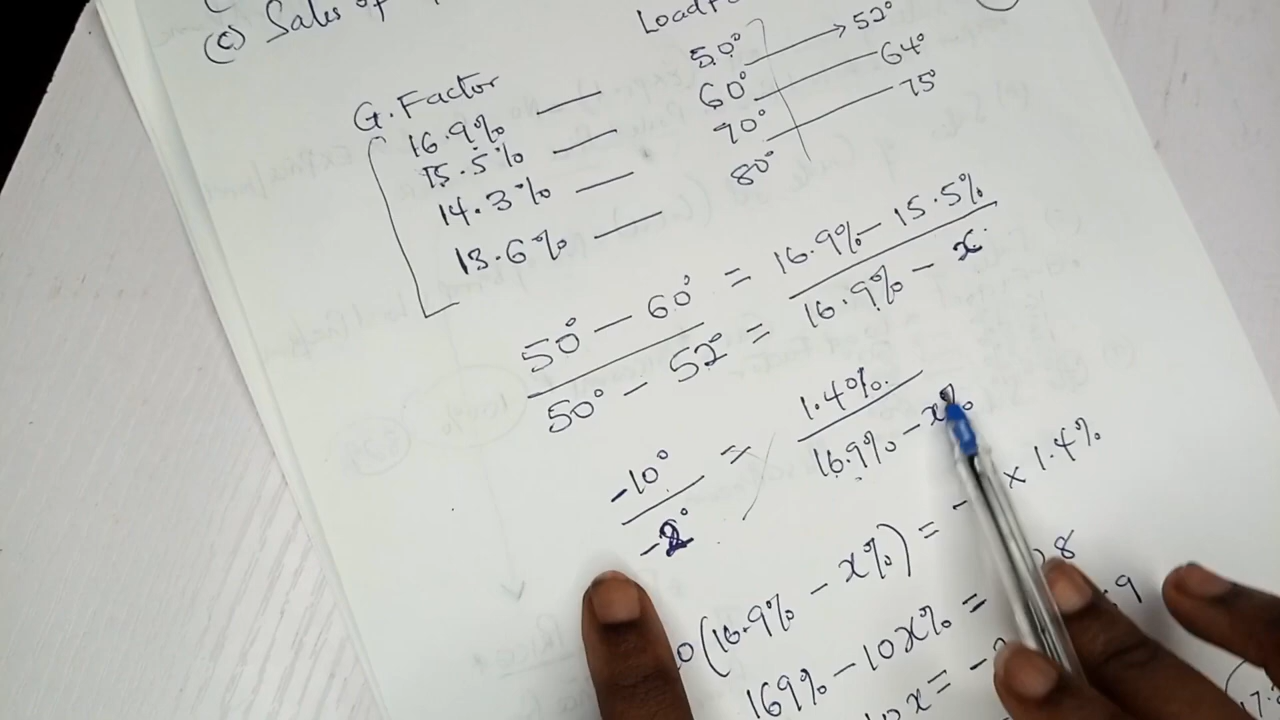 (c) Sales of
G. Factor
16.9% —
15.5% —
14.3% —
13.6% —
50° → 52°
60° — 64°
70° — 75°
80°
50° − 60° = 16.9% − 15.5%
50° − 52° = 16.9% − x
−10° = 1.4%
−2° 16.9% − x%
(16.9% − x%) = − × 1.4%
169% − 10x% =
x = −